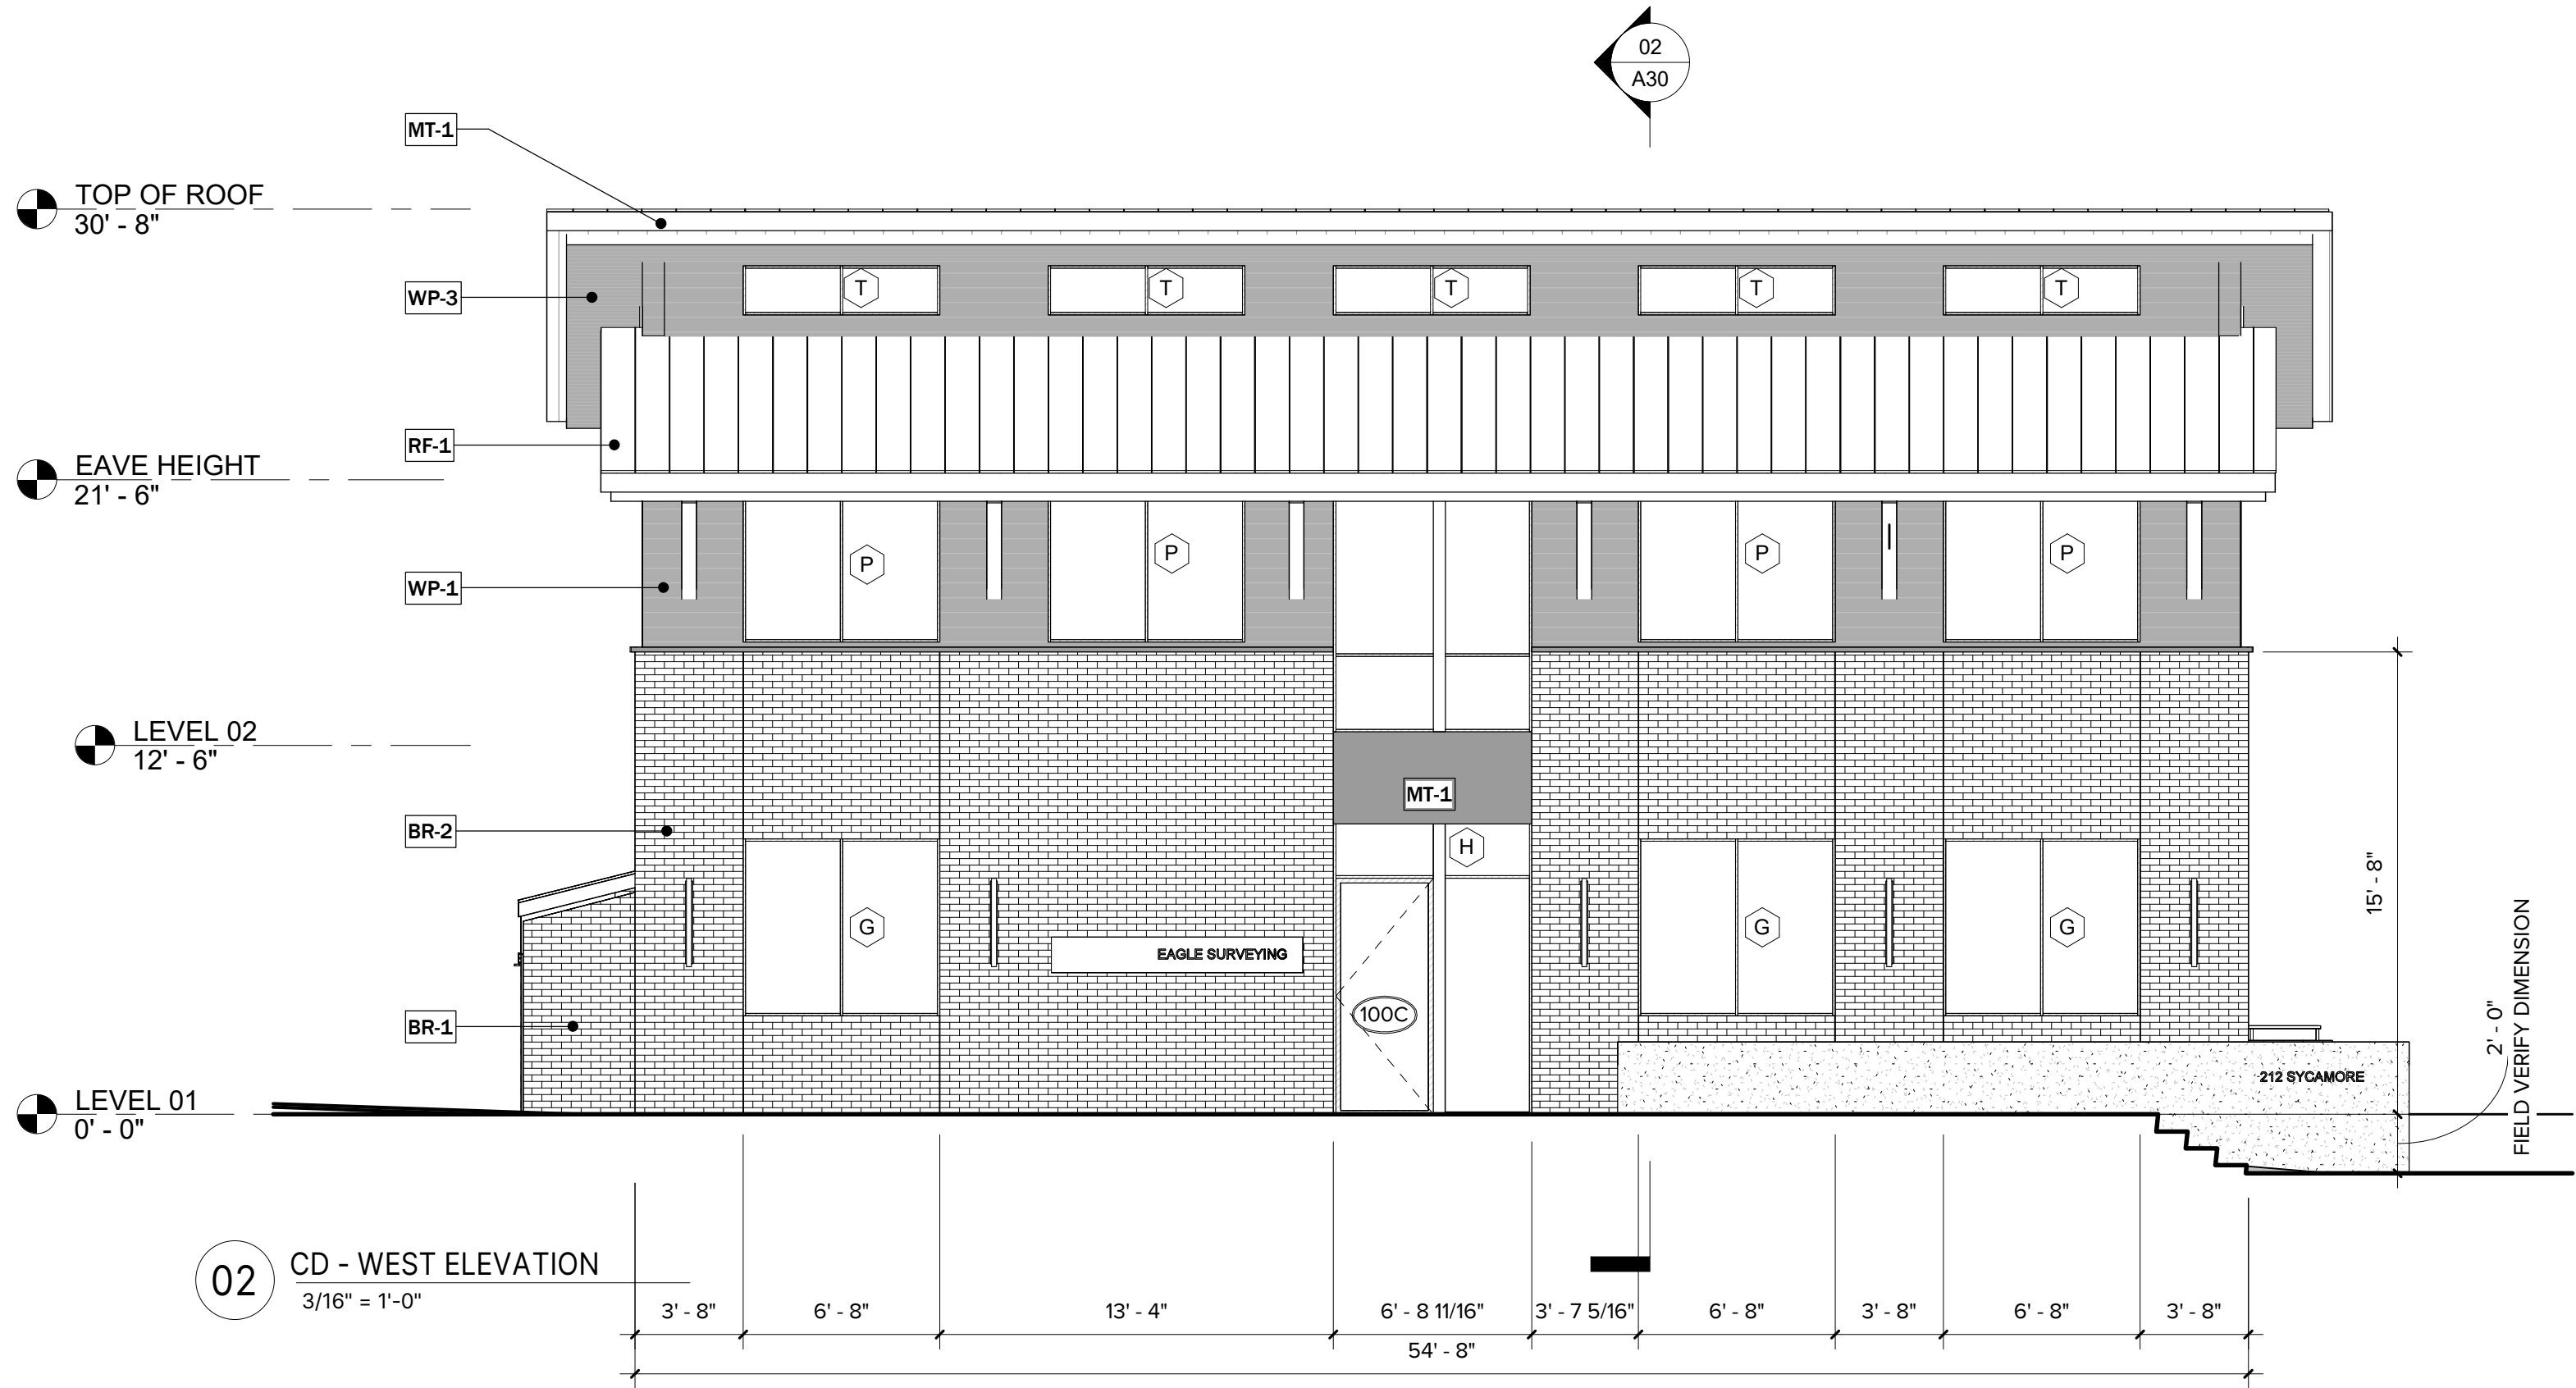 02
A30
MT-1
TOP OF ROOF
30' - 8"
WP-3
T
T
T
T
T
RF-1
EAVE HEIGHT
21' - 6"
WP-1
P
P
P
P
LEVEL 02
12' - 6"
MT-1
BR-2
H
15' - 8"
G
G
G
EAGLE SURVEYING
100C
BR-1
2' - 0"
FIELD VERIFY DIMENSION
212 SYCAMORE
LEVEL 01
0' - 0"
02
CD - WEST ELEVATION
3/16" = 1'-0"
3' - 8"
6' - 8"
13' - 4"
6' - 8 11/16"
3' - 7 5/16"
6' - 8"
3' - 8"
6' - 8"
3' - 8"
54' - 8"